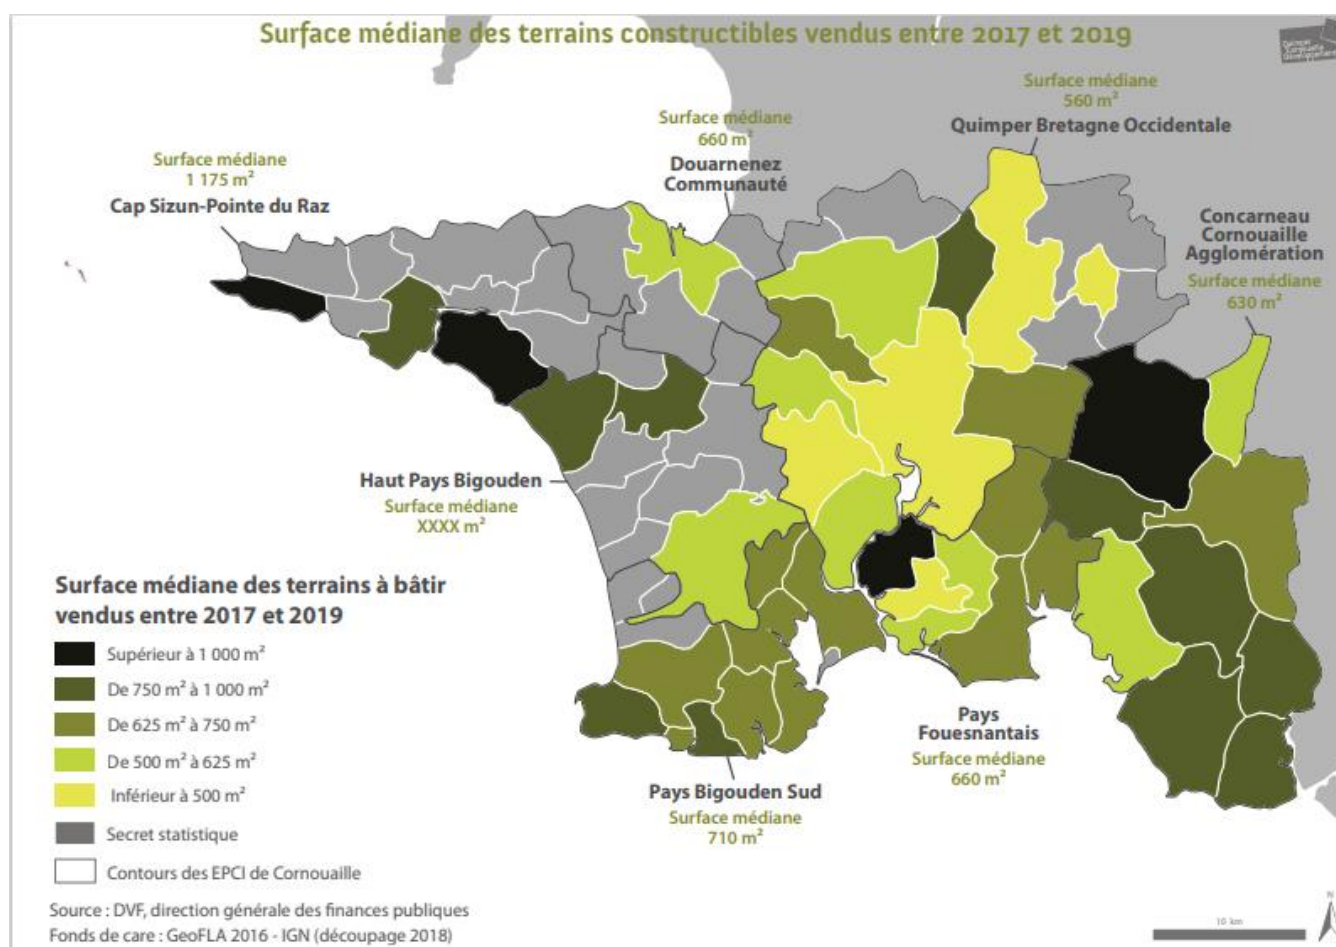 Surface médiane des terrains constructibles vendus entre 2017 et 2019
Surface médiane
560 m²
Quimper Bretagne Occidentale
Surface médiane
660 m²
Douarnenez
Communauté
Surface médiane
1 175 m²
Cap Sizun-Pointe du Raz
Concarneau
Cornouaille
Agglomération
Surface médiane
630 m²
Haut Pays Bigouden
Surface médiane
XXXX m²
Surface médiane des terrains à bâtir
vendus entre 2017 et 2019
Supérieur à 1 000 m²
De 750 m² à 1 000 m²
De 625 m² à 750 m²
De 500 m² à 625 m²
Inférieur à 500 m²
Secret statistique
Contours des EPCI de Cornouaille
Pays
Fouesnantais
Surface médiane
660 m²
Pays Bigouden Sud
Surface médiane
710 m²
Source : DVF, direction générale des finances publiques
Fonds de care : GeoFLA 2016 - IGN (découpage 2018)
10 km
N